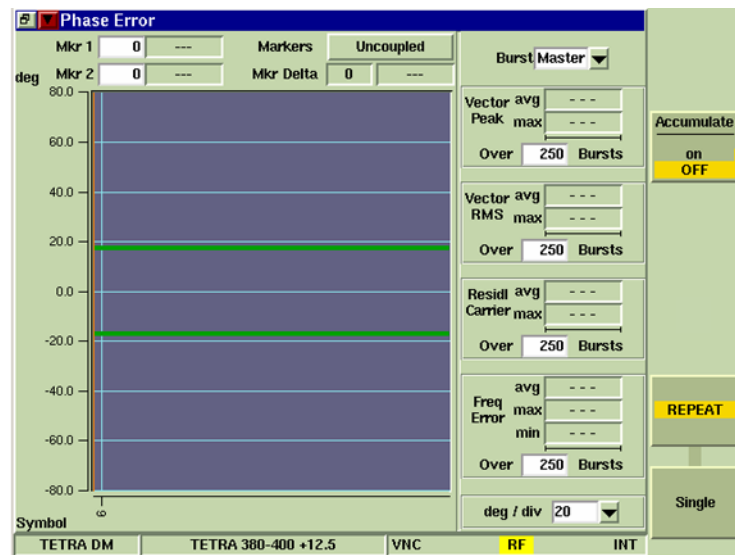 Phase Error
Mkr 1 0 --- Markers Uncoupled
deg Mkr 2 0 --- Mkr Delta 0 ---
80.0
60.0
40.0
20.0
0.0
-20.0
-40.0
-60.0
-80.0
6
Symbol
Burst Master
Vector Peak avg ---
max ---
Over 250 Bursts
Vector RMS avg ---
max ---
Over 250 Bursts
Residl Carrier avg ---
max ---
Over 250 Bursts
Freq Error avg ---
max ---
min ---
Over 250 Bursts
deg / div 20
Accumulate
on
OFF
REPEAT
Single
TETRA DM TETRA 380-400 +12.5 VNC RF INT